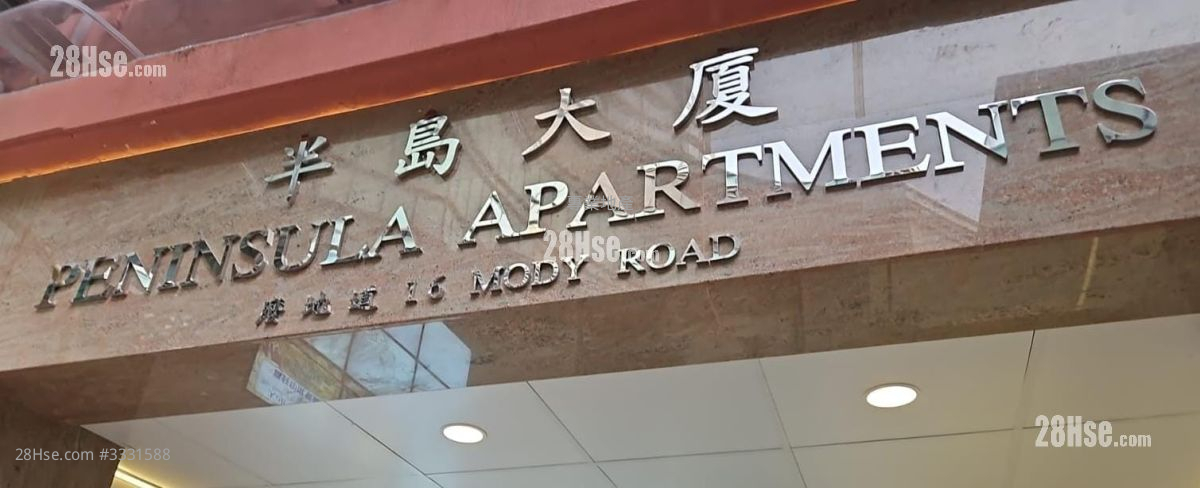 28Hse.com
半島大廈
PENINSULA APARTMENTS
28Hse.com
麼地道 16 MODY ROAD
28Hse.com
28Hse.com #3331588